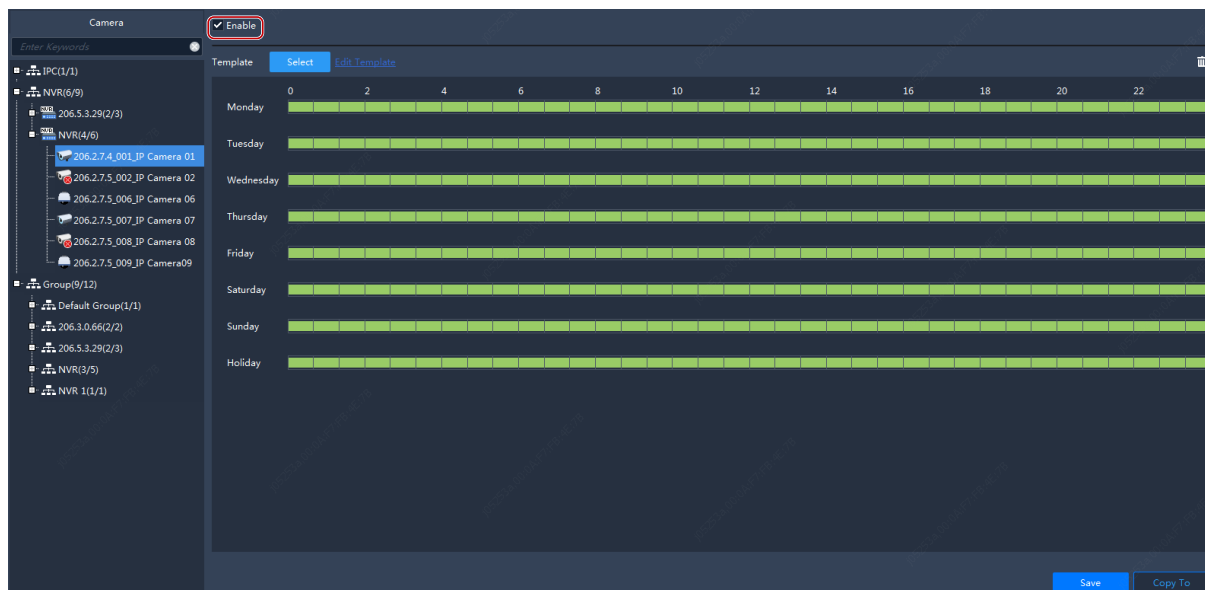 Camera
Enable
Enter Keywords
IPC(1/1)
Template Select Edit Template
NVR(6/9)
0 2 4 6 8 10 12 14 16 18 20 22
206.5.3.29(2/3)
Monday
NVR(4/6)
Tuesday
206.2.7.4_001_IP Camera 01
206.2.7.5_002_IP Camera 02
Wednesday
206.2.7.5_006_IP Camera 06
206.2.7.5_007_IP Camera 07
Thursday
206.2.7.5_008_IP Camera 08
Friday
206.2.7.5_009_IP Camera09
Group(9/12)
Saturday
Default Group(1/1)
206.3.0.66(2/2)
Sunday
206.5.3.29(2/3)
NVR(3/5)
Holiday
NVR 1(1/1)
Save Copy To